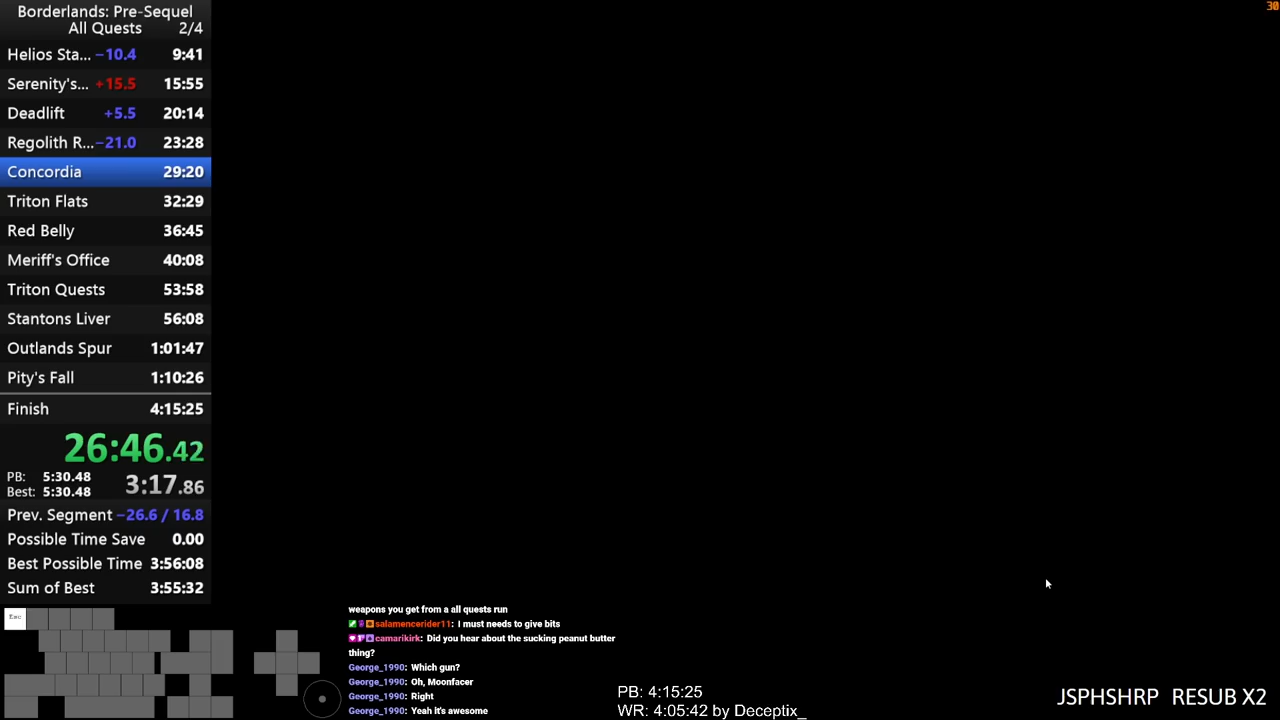 Borderlands: Pre-Sequel
All Quests 2/4
Helios Sta... −10.4 9:41
Serenity's... +15.5 15:55
Deadlift +5.5 20:14
Regolith R... −21.0 23:28
Concordia 29:20
Triton Flats 32:29
Red Belly 36:45
Meriff's Office 40:08
Triton Quests 53:58
Stantons Liver 56:08
Outlands Spur 1:01:47
Pity's Fall 1:10:26
Finish 4:15:25
26:46.42
PB: 5:30.48
Best: 5:30.48
3:17.86
Prev. Segment −26.6 / 16.8
Possible Time Save 0.00
Best Possible Time 3:56:08
Sum of Best 3:55:32
Esc
weapons you get from a all quests run
salamencerider11: I must needs to give bits
camarikirk: Did you hear about the sucking peanut butter
thing?
George_1990: Which gun?
George_1990: Oh, Moonfacer
George_1990: Right
George_1990: Yeah it's awesome
PB: 4:15:25
WR: 4:05:42 by Deceptix_
JSPHSHRP RESUB X2
30